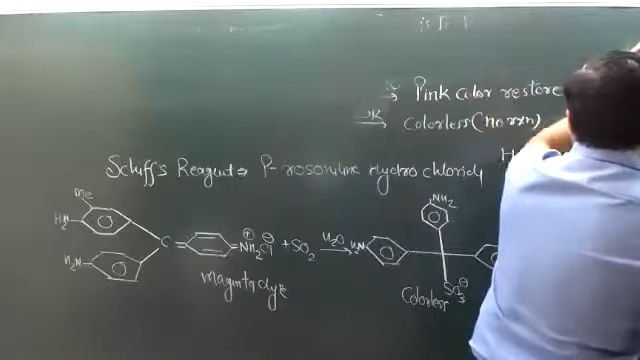 Pink color restore
Colorless (no rxn)
H
Schiff's Reagent ⇒ P-rosoniline Hydrochloride
Me
H₂N
H₂N
C = = NH₂ Cl + SO₂
H₂O
H₂N
NH₂
SO₃
magenta dye
Colorless